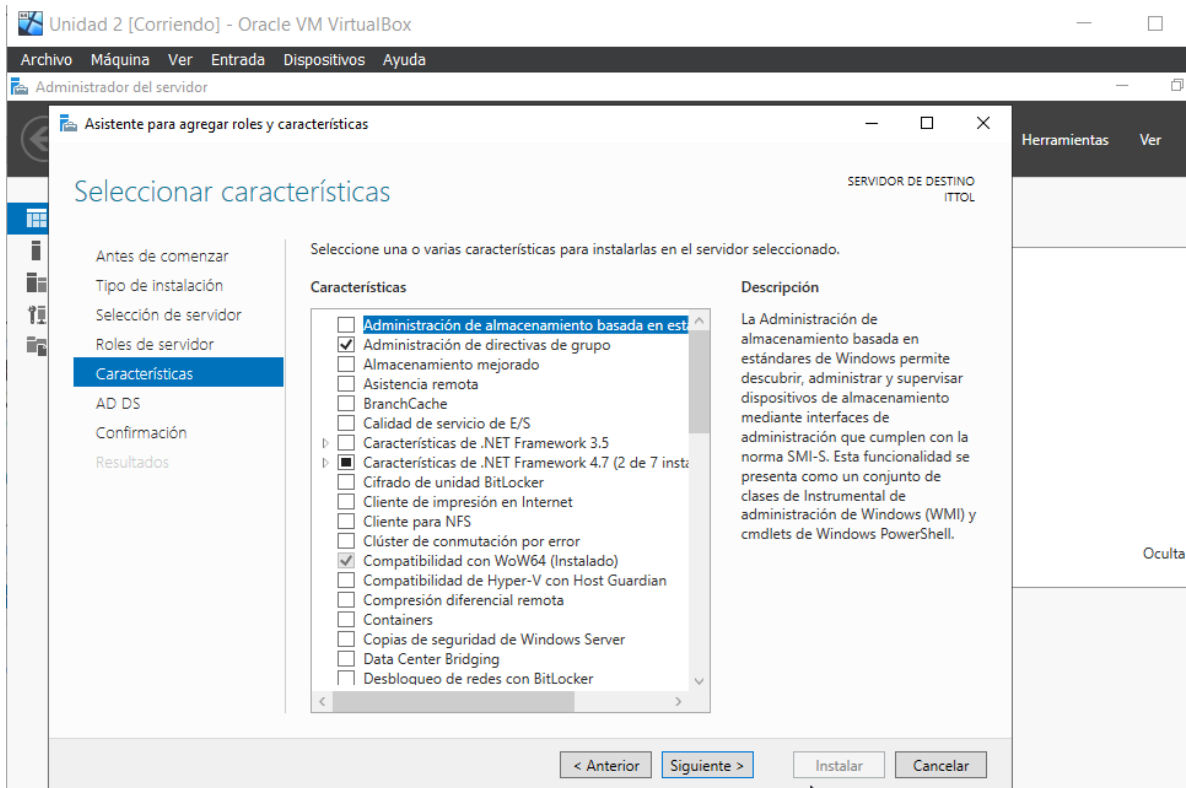 Unidad 2 [Corriendo] - Oracle VM VirtualBox
Archivo Máquina Ver Entrada Dispositivos Ayuda
Administrador del servidor
Asistente para agregar roles y características
Herramientas Ver
Seleccionar características
SERVIDOR DE DESTINO
ITTOL
Antes de comenzar
Tipo de instalación
Selección de servidor
Roles de servidor
Características
AD DS
Confirmación
Resultados
Seleccione una o varias características para instalarlas en el servidor seleccionado.
Características
Administración de almacenamiento basada en está
Administración de directivas de grupo
Almacenamiento mejorado
Asistencia remota
BranchCache
Calidad de servicio de E/S
Características de .NET Framework 3.5
Características de .NET Framework 4.7 (2 de 7 insta
Cifrado de unidad BitLocker
Cliente de impresión en Internet
Cliente para NFS
Clúster de conmutación por error
Compatibilidad con WoW64 (Instalado)
Compatibilidad de Hyper-V con Host Guardian
Compresión diferencial remota
Containers
Copias de seguridad de Windows Server
Data Center Bridging
Desbloqueo de redes con BitLocker
Descripción
La Administración de
almacenamiento basada en
estándares de Windows permite
descubrir, administrar y supervisar
dispositivos de almacenamiento
mediante interfaces de
administración que cumplen con la
norma SMI-S. Esta funcionalidad se
presenta como un conjunto de
clases de Instrumental de
administración de Windows (WMI) y
cmdlets de Windows PowerShell.
Oculta
< Anterior
Siguiente >
Instalar
Cancelar